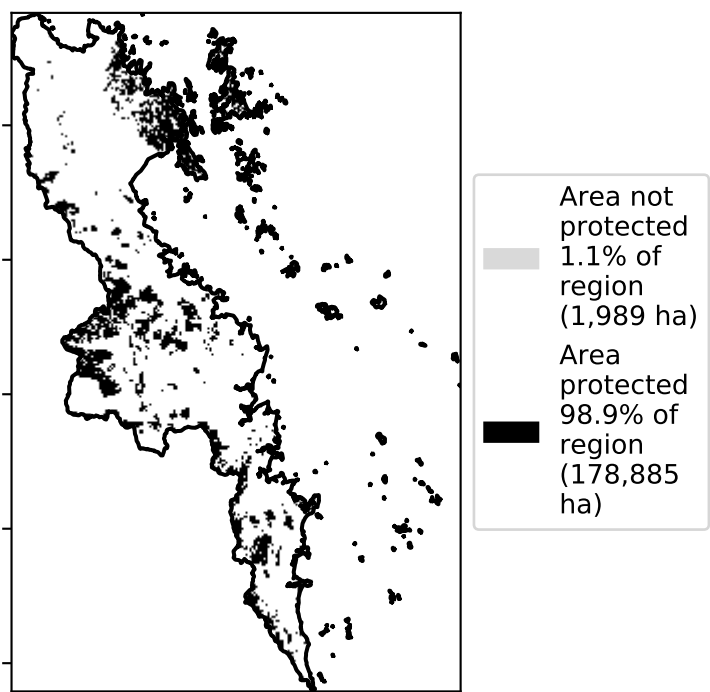 Area not
protected
1.1% of
region
(1,989 ha)
Area
protected
98.9% of
region
(178,885
ha)